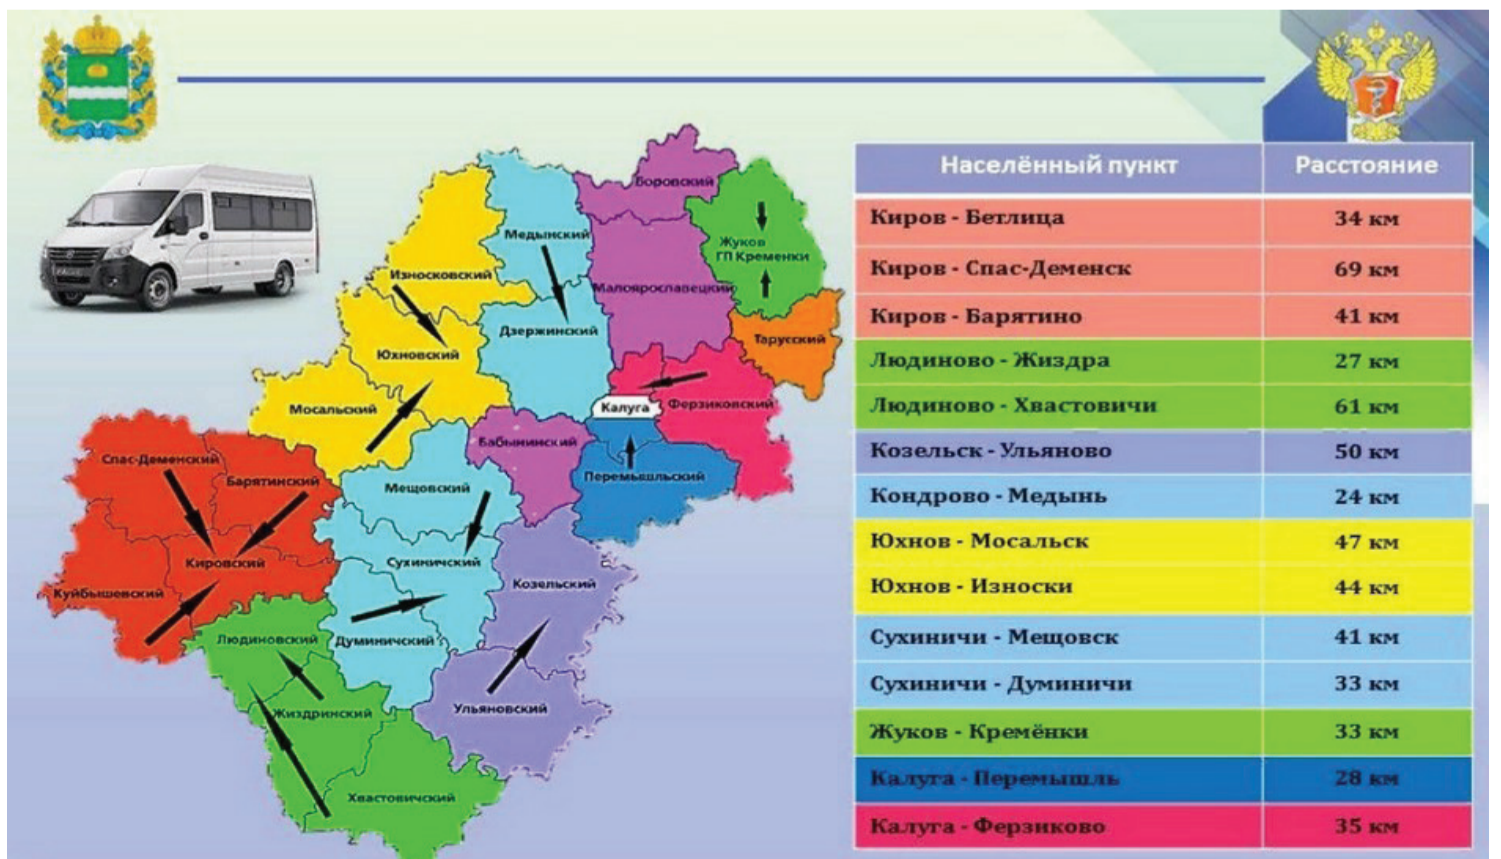 Населённый пункт Расстояние
Киров - Бетлица 34 км
Киров - Спас-Деменск 69 км
Киров - Барятино 41 км
Людиново - Жиздра 27 км
Людиново - Хвастовичи 61 км
Козельск - Ульяново 50 км
Кондрово - Медынь 24 км
Юхнов - Мосальск 47 км
Юхнов - Износки 44 км
Сухиничи - Мещовск 41 км
Сухиничи - Думиничи 33 км
Жуков - Кремёнки 33 км
Калуга - Перемышль 28 км
Калуга - Ферзиково 35 км
Боровский
Медынский
Жуков
ГП Кременки
Износковский
Малоярославецкий
Дзержинский
Тарусский
Юхновский
Мосальский
Калуга
Ферзиковский
Бабынинский
Спас-Деменский
Барятинский
Мещовский
Перемышльский
Кировский
Сухиничский
Козельский
Куйбышевский
Людиновский
Думиничский
Жиздринский
Ульяновский
Хвастовичский